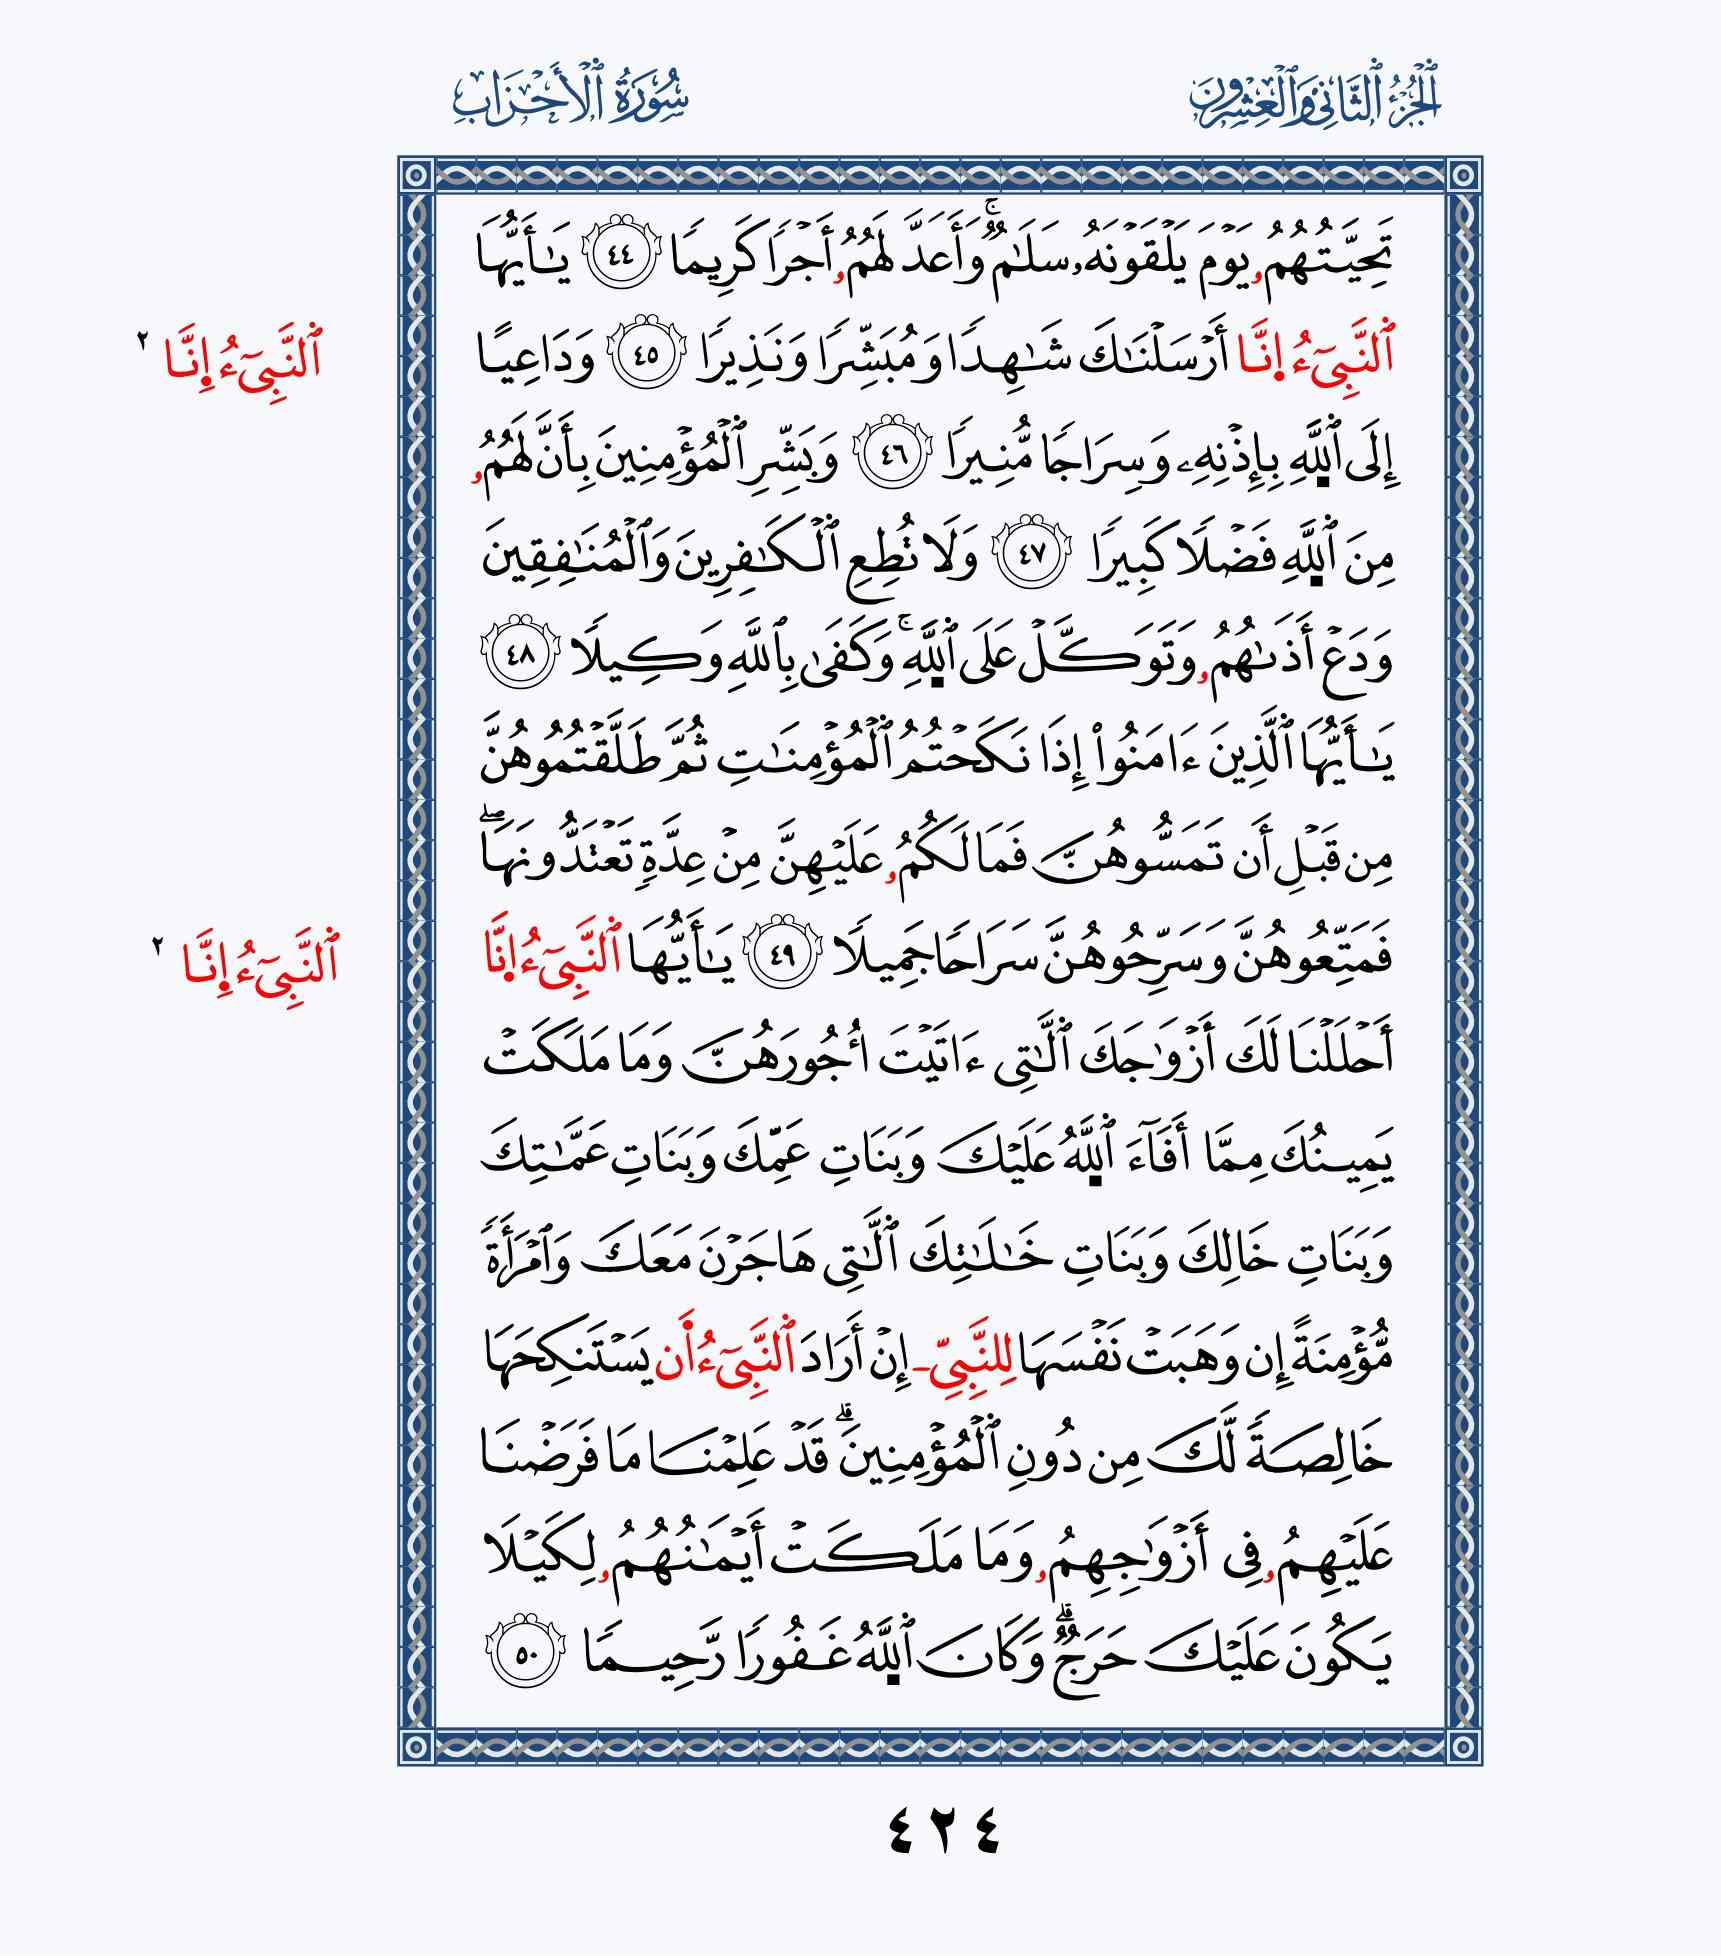 ٱلْجُزْءُ ٱلثَّانِي وَٱلْعِشْرُونَ
سُورَةُ ٱلْأَحْزَابِ
تَحِيَّتُهُمُۥ يَوْمَ يَلْقَوْنَهُۥ سَلَٰمٌۚ وَأَعَدَّ لَهُمُۥ أَجْرًا كَرِيمًا ٤٤ يَٰأَيُّهَا
ٱلنَّبِىٓءُ اِنَّا أَرْسَلْنَٰكَ شَٰهِدًا وَمُبَشِّرًا وَنَذِيرًا ٤٥ وَدَاعِيًا
إِلَى ٱللَّهِ بِإِذْنِهِۦ وَسِرَاجًا مُّنِيرًا ٤٦ وَبَشِّرِ ٱلْمُؤْمِنِينَ بِأَنَّ لَهُمُۥ
مِنَ ٱللَّهِ فَضْلًا كَبِيرًا ٤٧ وَلَا تُطِعِ ٱلْكَٰفِرِينَ وَٱلْمُنَٰفِقِينَ
وَدَعْ أَذَىٰهُمُۥ وَتَوَكَّلْ عَلَى ٱللَّهِۚ وَكَفَىٰ بِٱللَّهِ وَكِيلًا ٤٨
يَٰأَيُّهَا ٱلَّذِينَ ءَامَنُوا۟ إِذَا نَكَحْتُمُ ٱلْمُؤْمِنَٰتِ ثُمَّ طَلَّقْتُمُوهُنَّ
مِن قَبْلِ أَن تَمَسُّوهُنَّ فَمَا لَكُمُۥ عَلَيْهِنَّ مِنْ عِدَّةٍ تَعْتَدُّونَهَاۖ
فَمَتِّعُوهُنَّ وَسَرِّحُوهُنَّ سَرَاحًا جَمِيلًا ٤٩ يَٰأَيُّهَا ٱلنَّبِىٓءُ اِنَّا
أَحْلَلْنَا لَكَ أَزْوَٰجَكَ ٱلَّٰتِى ءَاتَيْتَ أُجُورَهُنَّ وَمَا مَلَكَتْ
يَمِينُكَ مِمَّا أَفَآءَ ٱللَّهُ عَلَيْكَ وَبَنَاتِ عَمِّكَ وَبَنَاتِ عَمَّٰتِكَ
وَبَنَاتِ خَالِكَ وَبَنَاتِ خَٰلَٰتِكَ ٱلَّٰتِى هَاجَرْنَ مَعَكَ وَٱمْرَأَةً
مُّؤْمِنَةً إِن وَهَبَتْ نَفْسَهَا لِلنَّبِىِّـ إِنْ أَرَادَ ٱلنَّبِىٓءُ اَن يَسْتَنكِحَهَا
خَالِصَةً لَّكَ مِن دُونِ ٱلْمُؤْمِنِينَۗ قَدْ عَلِمْنَا مَا فَرَضْنَا
عَلَيْهِمُۥ فِى أَزْوَٰجِهِمُۥ وَمَا مَلَكَتْ أَيْمَٰنُهُمُۥ لِكَيْلَا
يَكُونَ عَلَيْكَ حَرَجٌۗ وَكَانَ ٱللَّهُ غَفُورًا رَّحِيمًا ٥٠
ٱلنَّبِىٓءُ اِنَّا ٢
ٱلنَّبِىٓءُ اِنَّا ٢
٤٢٤